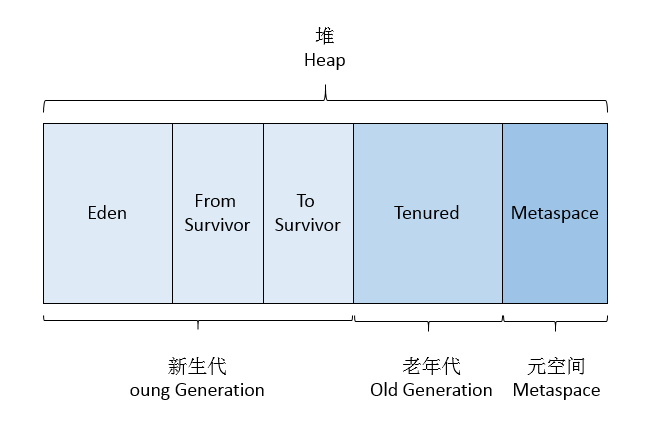 堆
Heap
Eden
From
Survivor
To
Survivor
Tenured
Metaspace
新生代
oung Generation
老年代
Old Generation
元空间
Metaspace